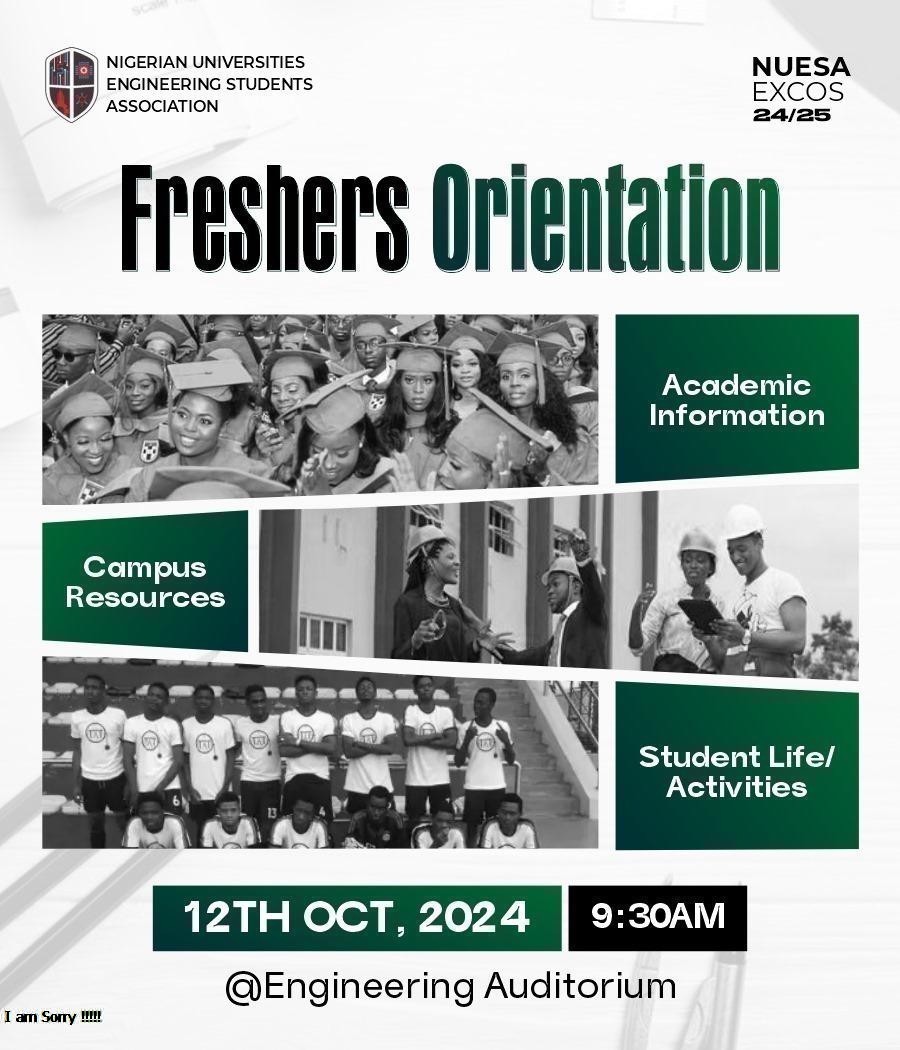 NIGERIAN UNIVERSITIES
ENGINEERING STUDENTS
ASSOCIATION
NUESA
EXCOS
24/25
Freshers Orientation
Academic
Information
Campus
Resources
Student Life/
Activities
12TH OCT, 2024
9:30AM
@Engineering Auditorium
I am Sorry !!!!!